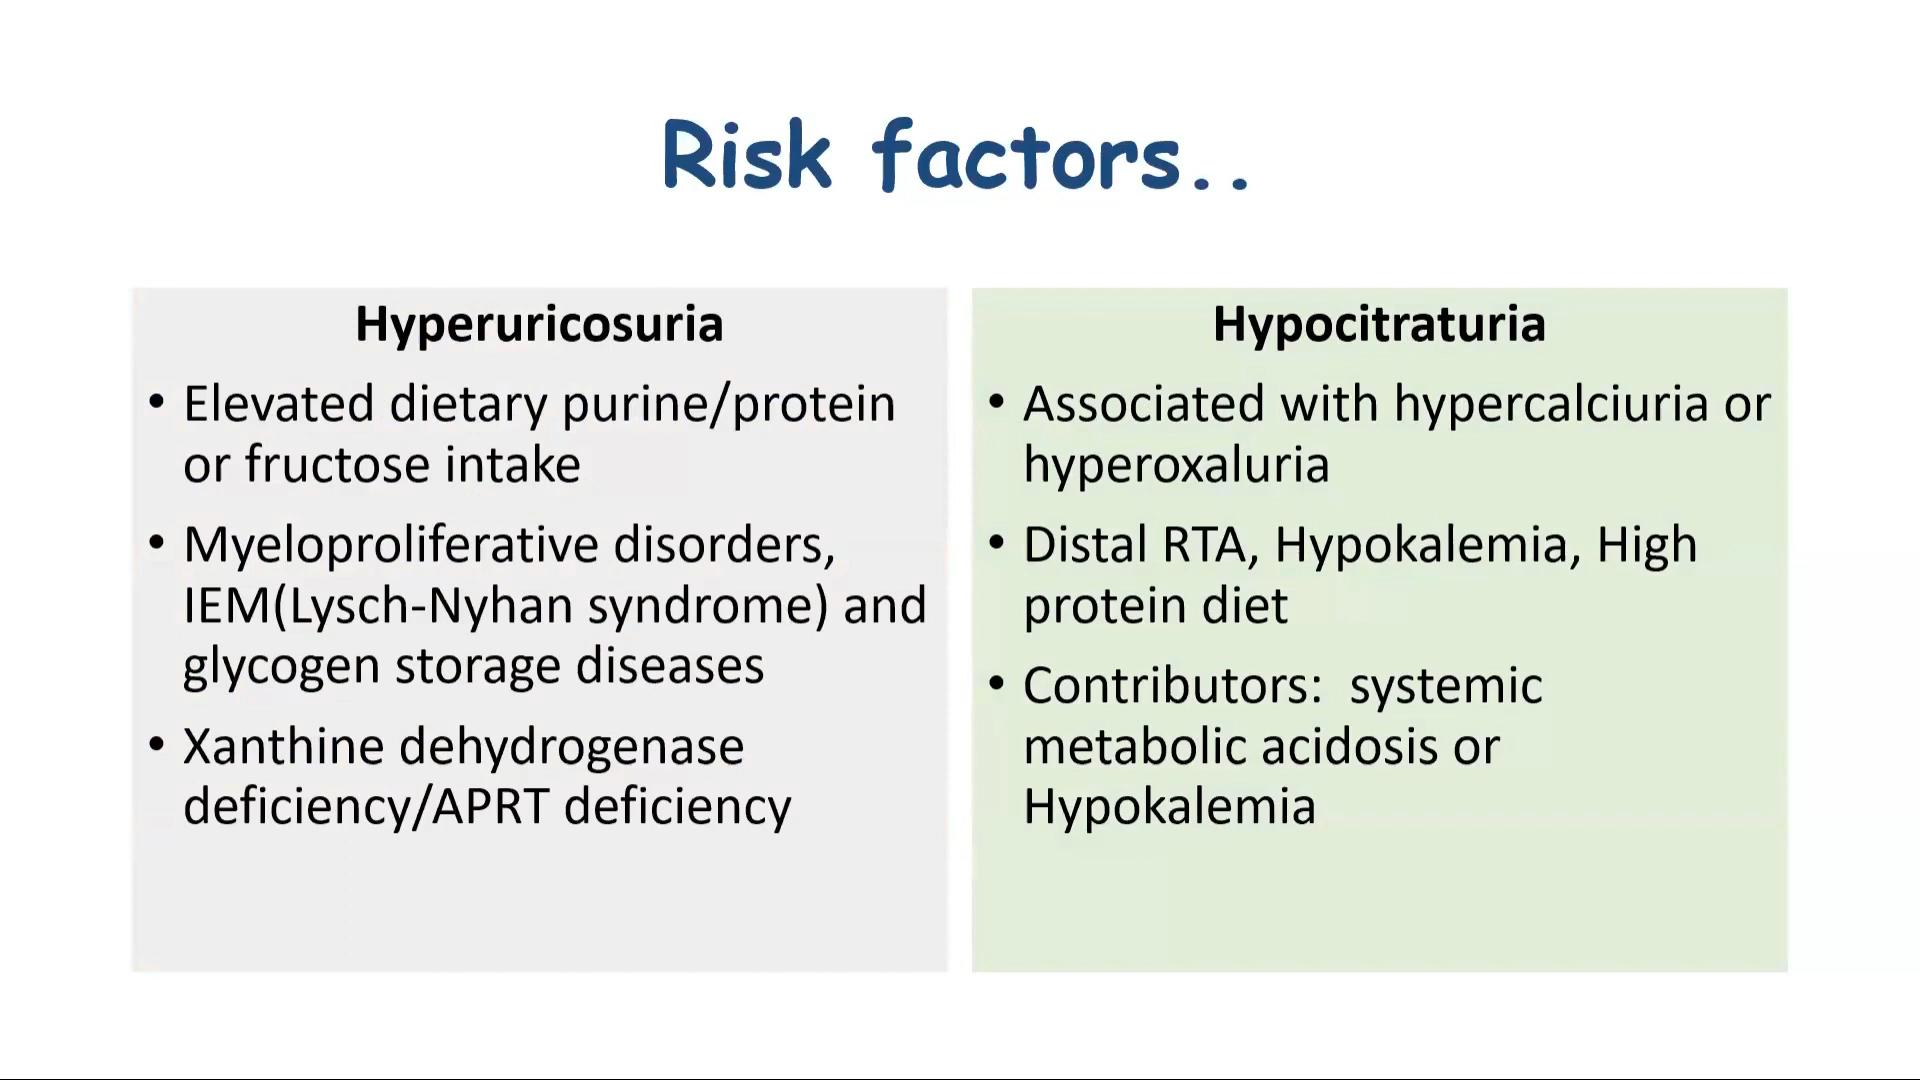 Risk factors..
Hyperuricosuria
• Elevated dietary purine/protein
or fructose intake
• Myeloproliferative disorders,
IEM(Lysch-Nyhan syndrome) and
glycogen storage diseases
• Xanthine dehydrogenase
deficiency/APRT deficiency
Hypocitraturia
• Associated with hypercalciuria or
hyperoxaluria
• Distal RTA, Hypokalemia, High
protein diet
• Contributors:  systemic
metabolic acidosis or
Hypokalemia